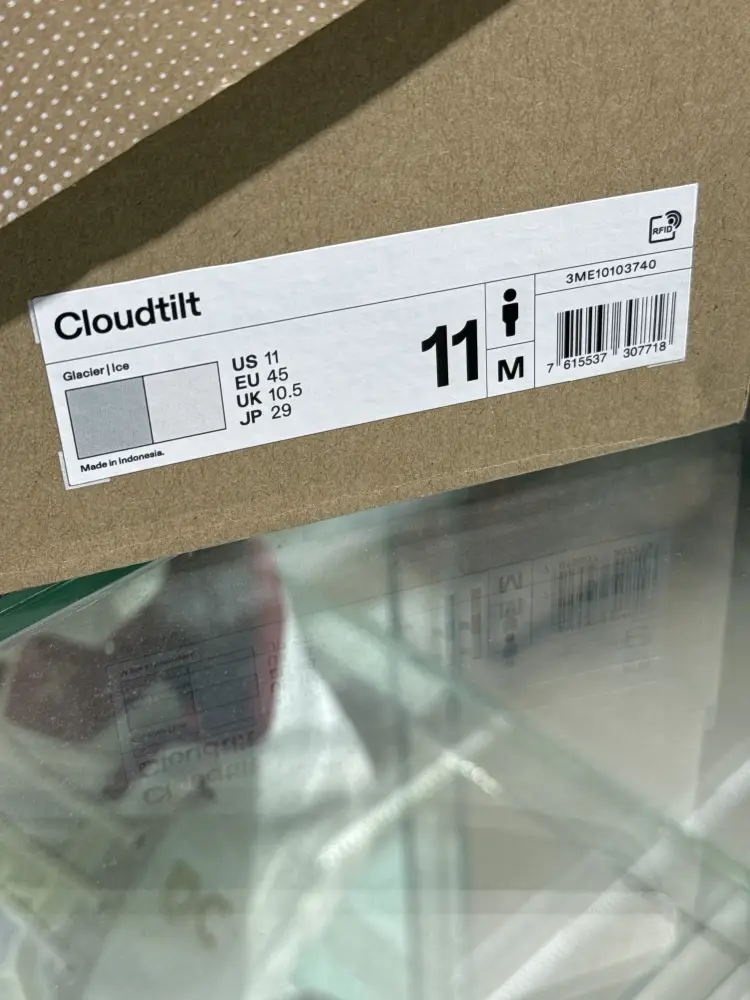 RFID
Cloudtilt
Glacier | Ice
US 11
EU 45
UK 10.5
JP 29
Made in Indonesia.
11
M
3ME10103740
7 615537 307718